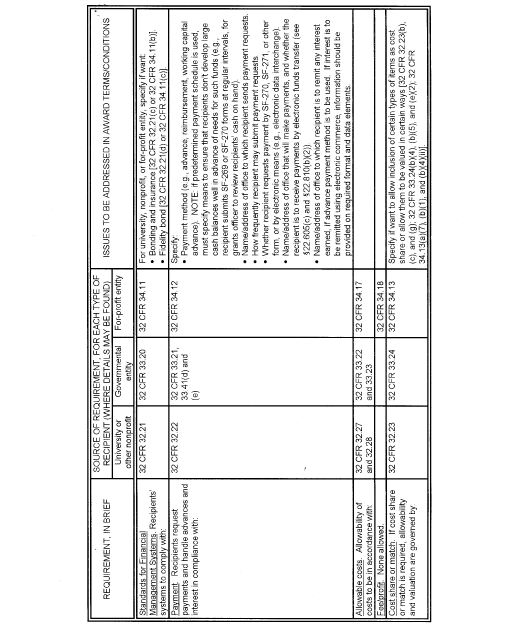 REQUIREMENT, IN BRIEF
SOURCE OF REQUIREMENT, FOR EACH TYPE OF
RECIPIENT (WHERE DETAILS MAY BE FOUND)
University or
other nonprofit
Governmental
entity
For-profit entity
ISSUES TO BE ADDRESSED IN AWARD TERMS/CONDITIONS
Standards for Financial
Management Systems. Recipients'
systems to comply with:
32 CFR 32.21
32 CFR 33.20
32 CFR 34.11
For university, nonprofit, or for-profit entity, specify if want:
• Bonding and insurance [32 CFR 32.21(c) or 32 CFR 34.11(b)].
• Fidelity bond [32 CFR 32.21(d) or 32 CFR 34.11(c)].
Payment. Recipients request
payments and handle advances and
interest in compliance with:
32 CFR 32.22
32 CFR 33.21,
33.41(d) and
(e)
32 CFR 34.12
Specify:
• Payment method (e.g., advance, reimbursement, working capital
advance). NOTE: if predetermined payment schedule is used,
must specify means to ensure that recipients don't develop large
cash balances well in advance of needs for such funds (e.g.,
recipient submits SF-269 or SF-270 forms at regular intervals, for
grants officer to review recipients' cash on hand).
• Name/address of office to which recipient sends payment requests.
• How frequently recipient may submit payment requests.
• Whether recipient requests payments by SF-270, SF-271, or other
form, or by electronic means (e.g., electronic data interchange).
• Name/address of office that will make payments, and whether the
recipient is to receive payments by electronic funds transfer (see
§22.605(c) and §22.810(b)(2)).
• Name/address of office to which recipient is to remit any interest
earned, if advance payment method is to be used. If interest is to
be remitted using electronic commerce, information should be
provided on required format and data elements.
Allowable costs. Allowability of
costs to be in accordance with:
32 CFR 32.27
and 32.28
32 CFR 33.22
and 33.23
32 CFR 34.17
Fee/profit. None allowed.
32 CFR 34.18
Cost share or match. If cost share
or match is required, allowability
and valuation are governed by
32 CFR 32.23
32 CFR 33.24
32 CFR 34.13
Specify if want to allow inclusion of certain types of items as cost
share or allow them to be valued in certain ways [32 CFR 32.23(b),
(c), and (g); 32 CFR 33.24(b)(4), (b)(5), and (e)(2); 32 CFR
34.13(a)(7), (b)(1), and (b)(4)(ii)].